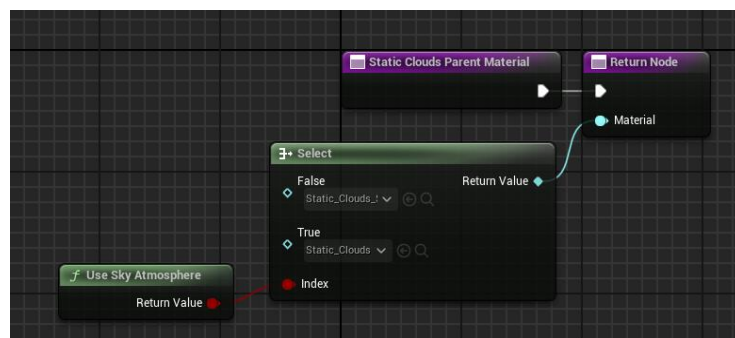 Static Clouds Parent Material
Return Node
Material
Select
False
Return Value
Static_Clouds_
True
Static_Clouds
Use Sky Atmosphere
Index
Return Value